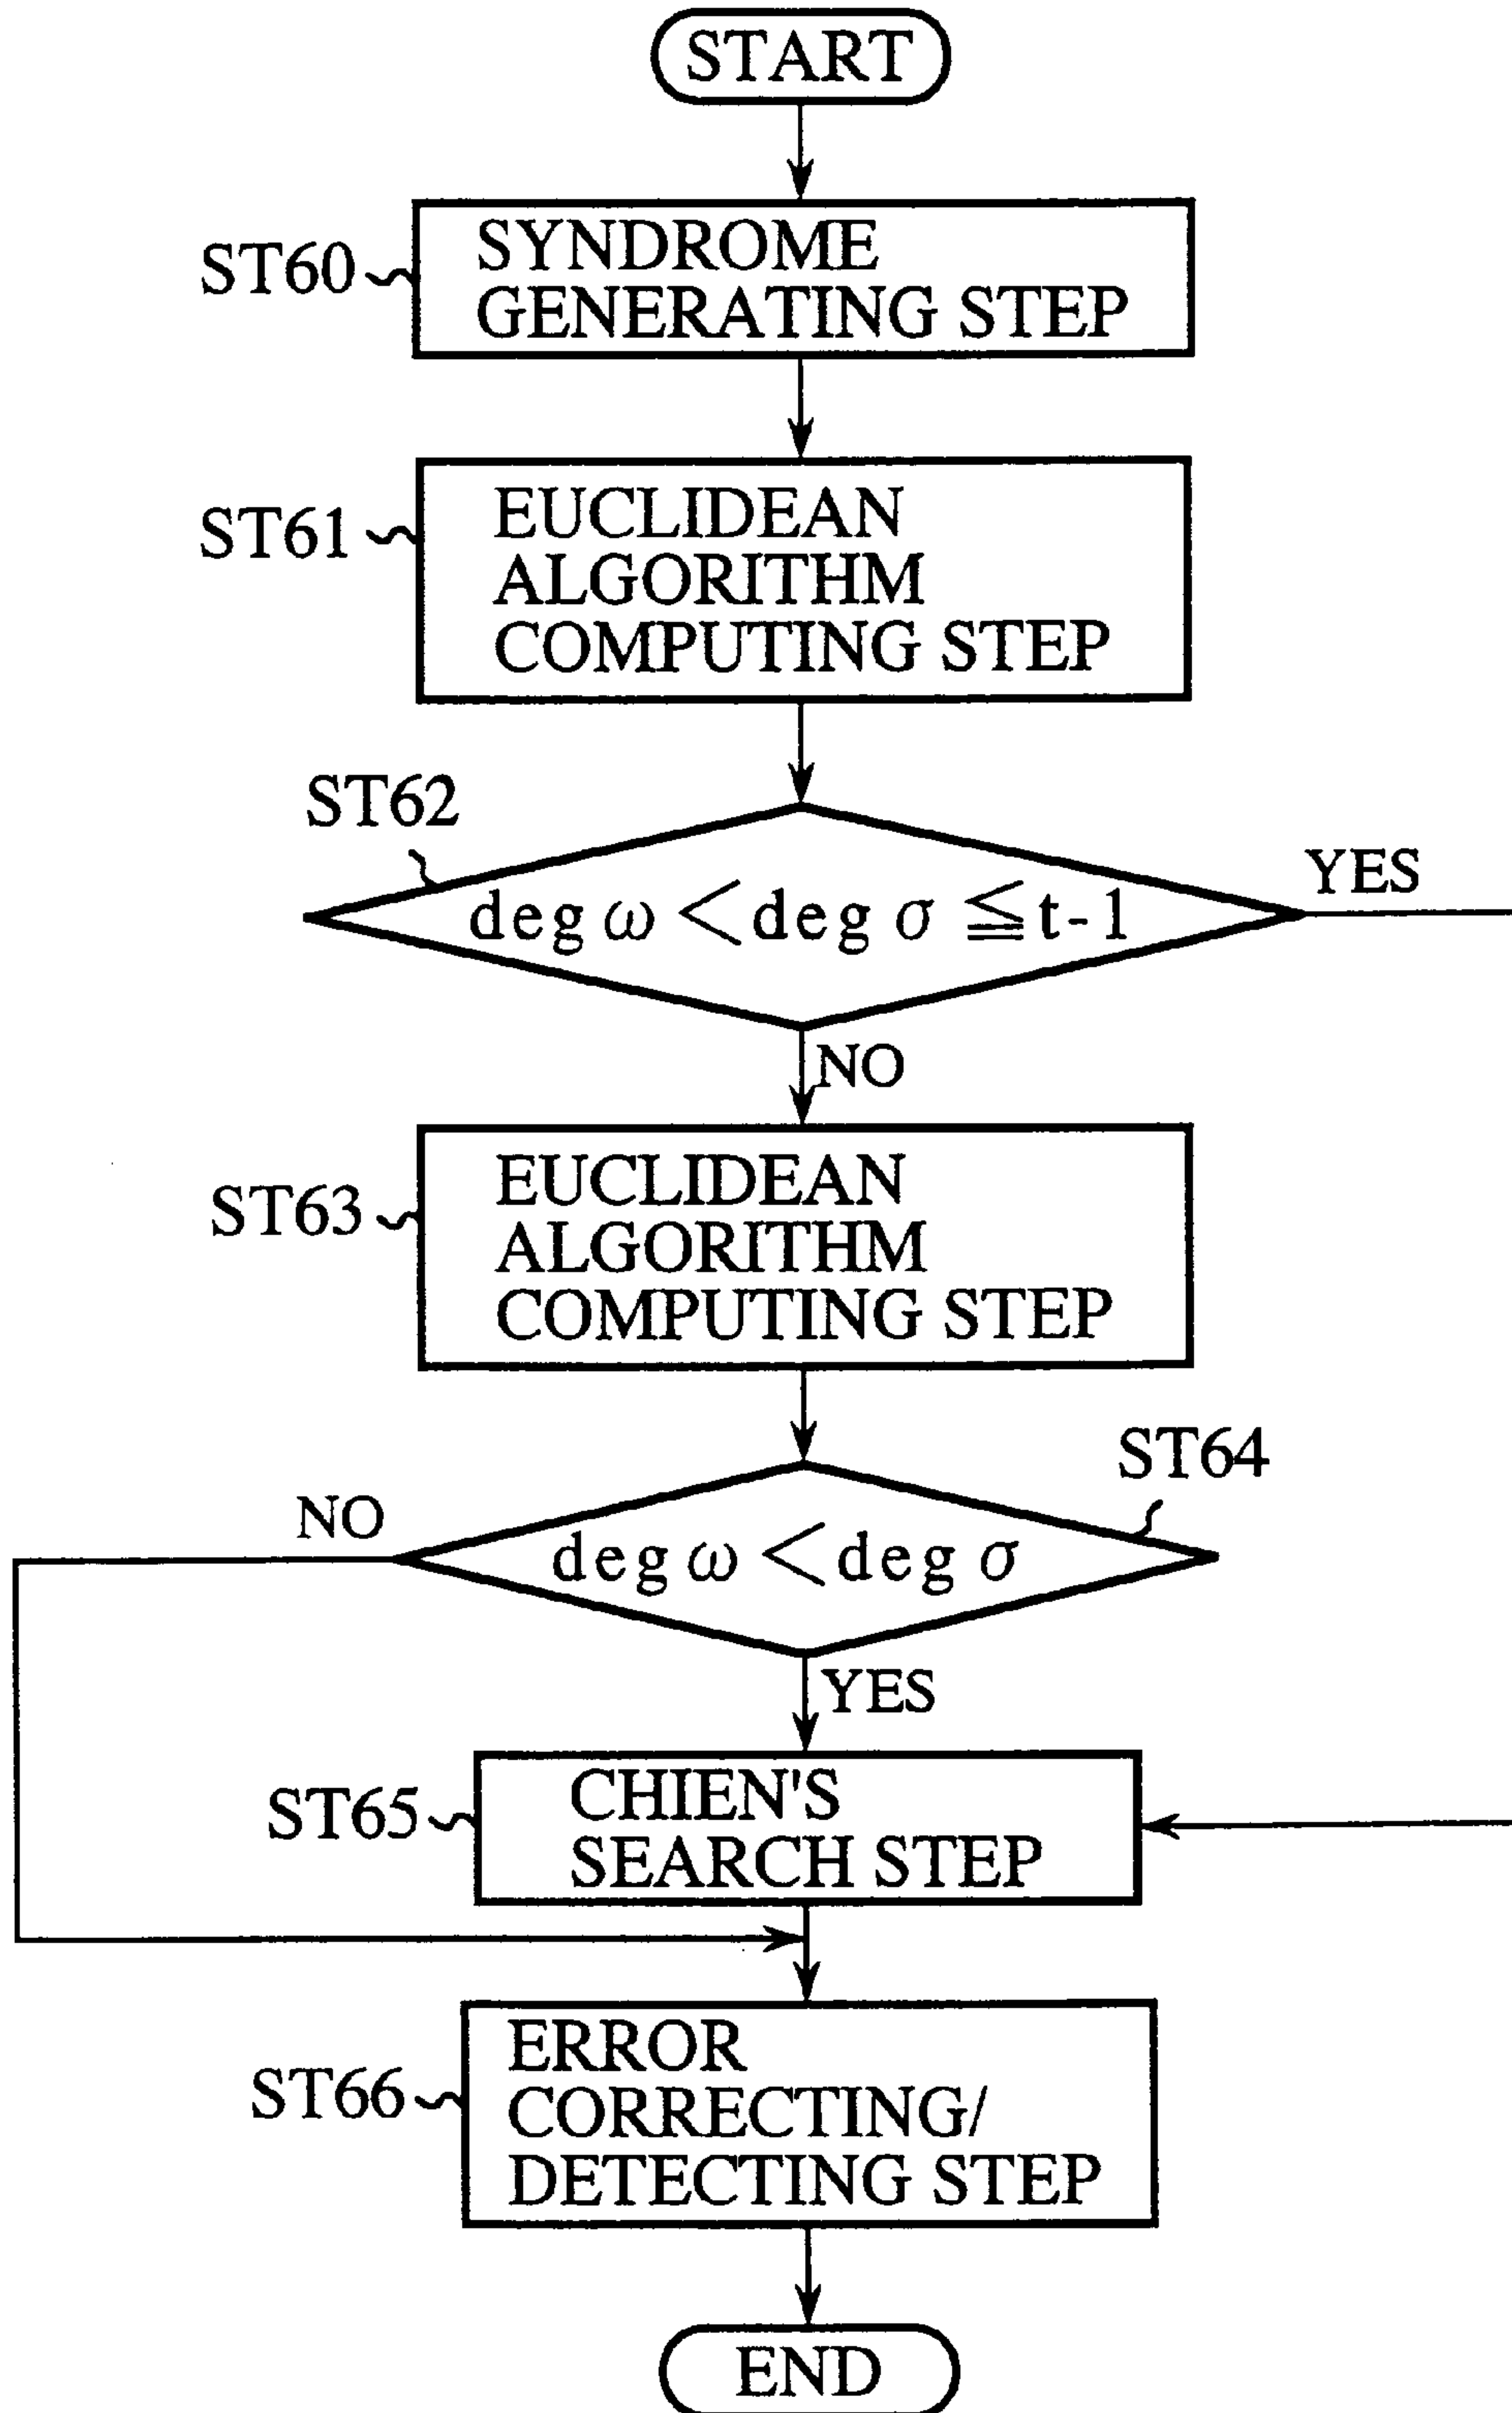 START
ST60
SYNDROME
GENERATING STEP
ST61
EUCLIDEAN
ALGORITHM
COMPUTING STEP
ST62
deg ω < deg σ ≦ t-1
YES
NO
ST63
EUCLIDEAN
ALGORITHM
COMPUTING STEP
ST64
NO
deg ω < deg σ
YES
ST65
CHIEN'S
SEARCH STEP
ST66
ERROR
CORRECTING/
DETECTING STEP
END